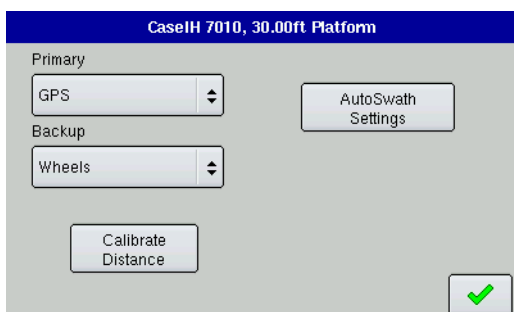 CaseIH 7010, 30.00ft Platform
Primary
GPS
AutoSwath
Settings
Backup
Wheels
Calibrate
Distance